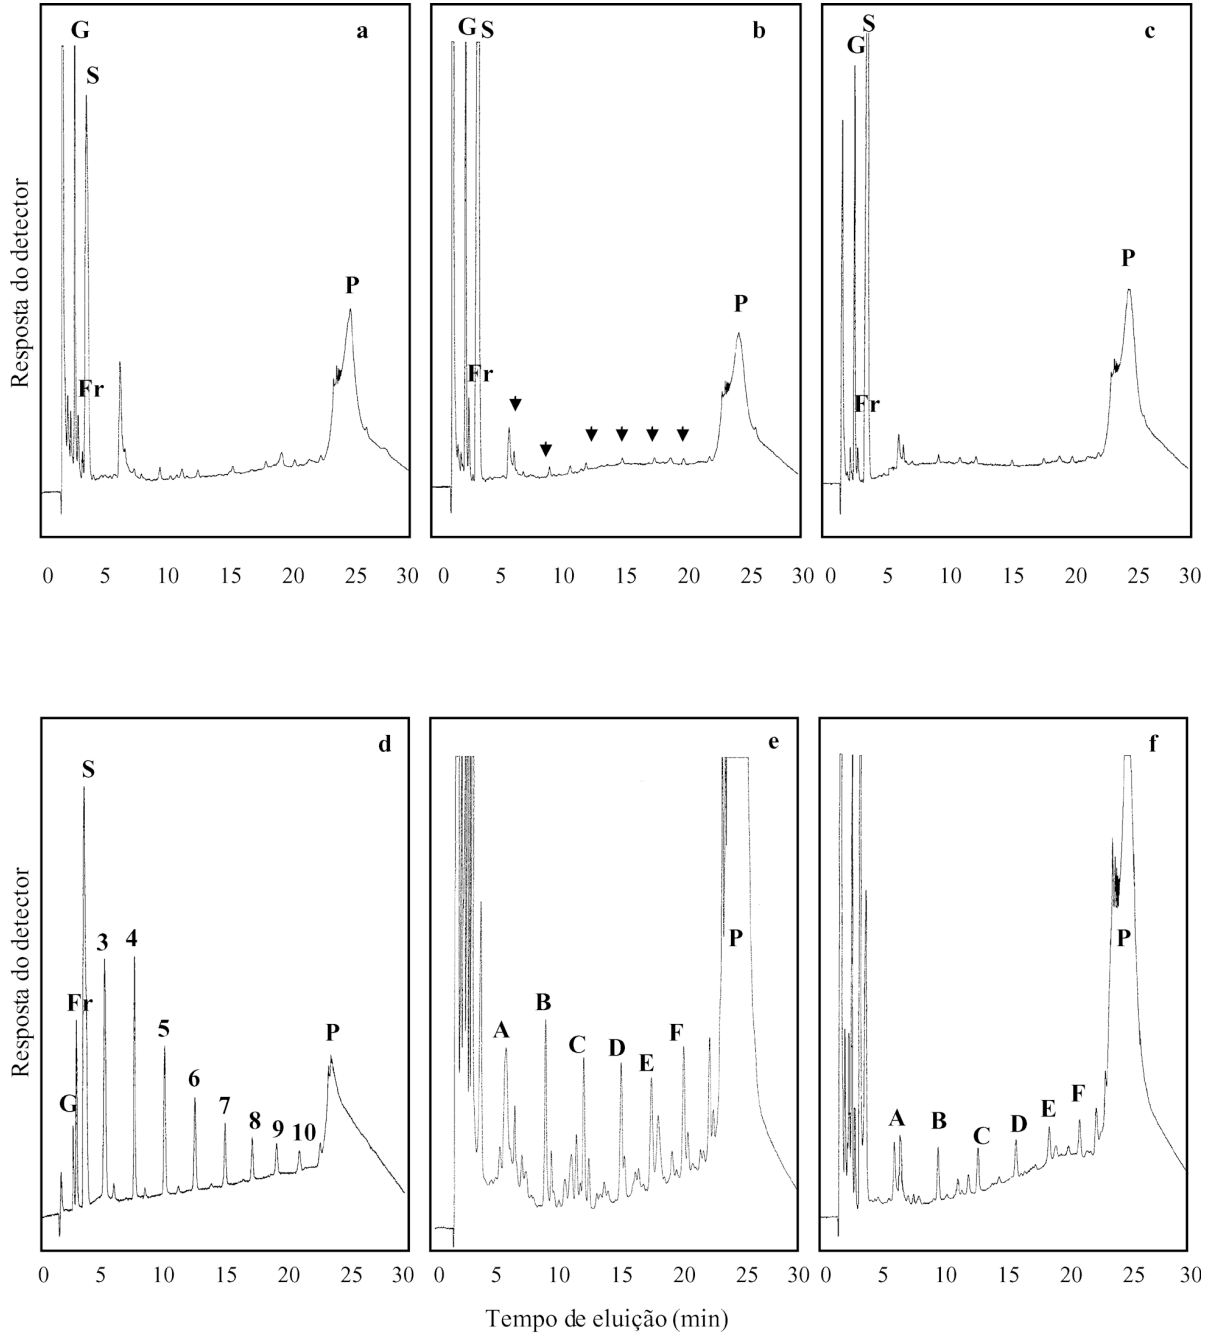 G
S
a
Fr
P
G S
b
Fr
P
S
G
c
Fr
P
Resposta do detector
0 5 10 15 20 25 30
0 5 10 15 20 25 30
0 5 10 15 20 25 30
d
S
3 4
Fr
5
P
6
G
7
8 9 10
e
P
B
A
C D
E
F
f
P
A B C D E F
Resposta do detector
0 5 10 15 20 25 30
0 5 10 15 20 25 30
0 5 10 15 20 25 30
Tempo de eluição (min)